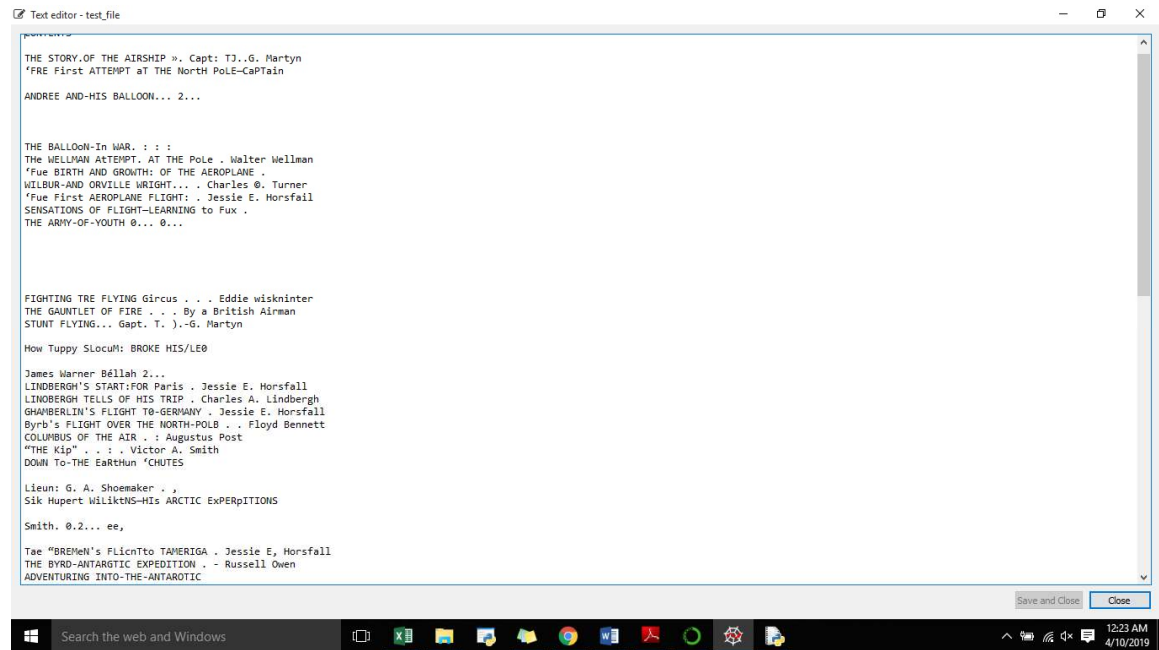 Text editor - test_file
CONTENTS
THE STORY.OF THE AIRSHIP ». Capt: TJ..G. Martyn
‘FRE First ATTEMPT aT THE NortH PoLE—CaPTain
ANDREE AND-HIS BALLOON... 2...
THE BALLOoN-In WAR. : : :
THe WELLMAN AtTEMPT. AT THE PoLe . Walter Wellman
‘Fue BIRTH AND GROWTH: OF THE AEROPLANE .
WILBUR-AND ORVILLE WRIGHT... . Charles ©. Turner
‘Fue First AEROPLANE FLIGHT: . Jessie E. Horsfail
SENSATIONS OF FLIGHT—LEARNING to Fux .
THE ARMY-OF-YOUTH 0... 0...
FIGHTING TRE FLYING Gircus . . . Eddie wiskninter
THE GAUNTLET OF FIRE . . . By a British Airman
STUNT FLYING... Gapt. T. ).-G. Martyn
How Tuppy SLocuM: BROKE HIS/LE0
James Warner Béllah 2...
LINDBERGH'S START:FOR Paris . Jessie E. Horsfall
LINOBERGH TELLS OF HIS TRIP . Charles A. Lindbergh
GHAMBERLIN'S FLIGHT T0-GERMANY . Jessie E. Horsfall
Byrb's FLIGHT OVER THE NORTH-POLB . . Floyd Bennett
COLUMBUS OF THE AIR . : Augustus Post
“THE Kip" . . : . Victor A. Smith
DOWN To-THE EaRtHun ‘CHUTES
Lieun: G. A. Shoemaker . ,
Sik Hupert WiLiktNS—HIs ARCTIC ExPERpITIONS
Smith. 0.2... ee,
Tae “BREMeN's FLicnTto TAMERIGA . Jessie E, Horsfall
THE BYRD-ANTARGTIC EXPEDITION . - Russell Owen
ADVENTURING INTO-THE-ANTAROTIC
Save and Close Close
Search the web and Windows
12:23 AM
4/10/2019